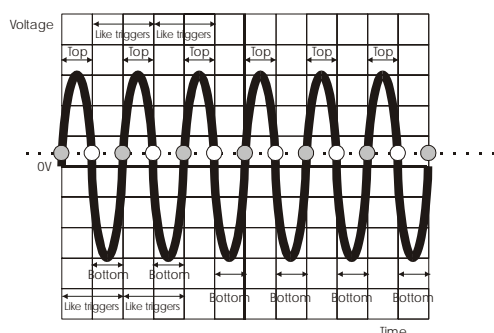 Voltage
Like triggers Like triggers
Top Top Top Top Top Top
0V
Bottom Bottom
Bottom Bottom Bottom Bottom
Like triggers Like triggers
Time